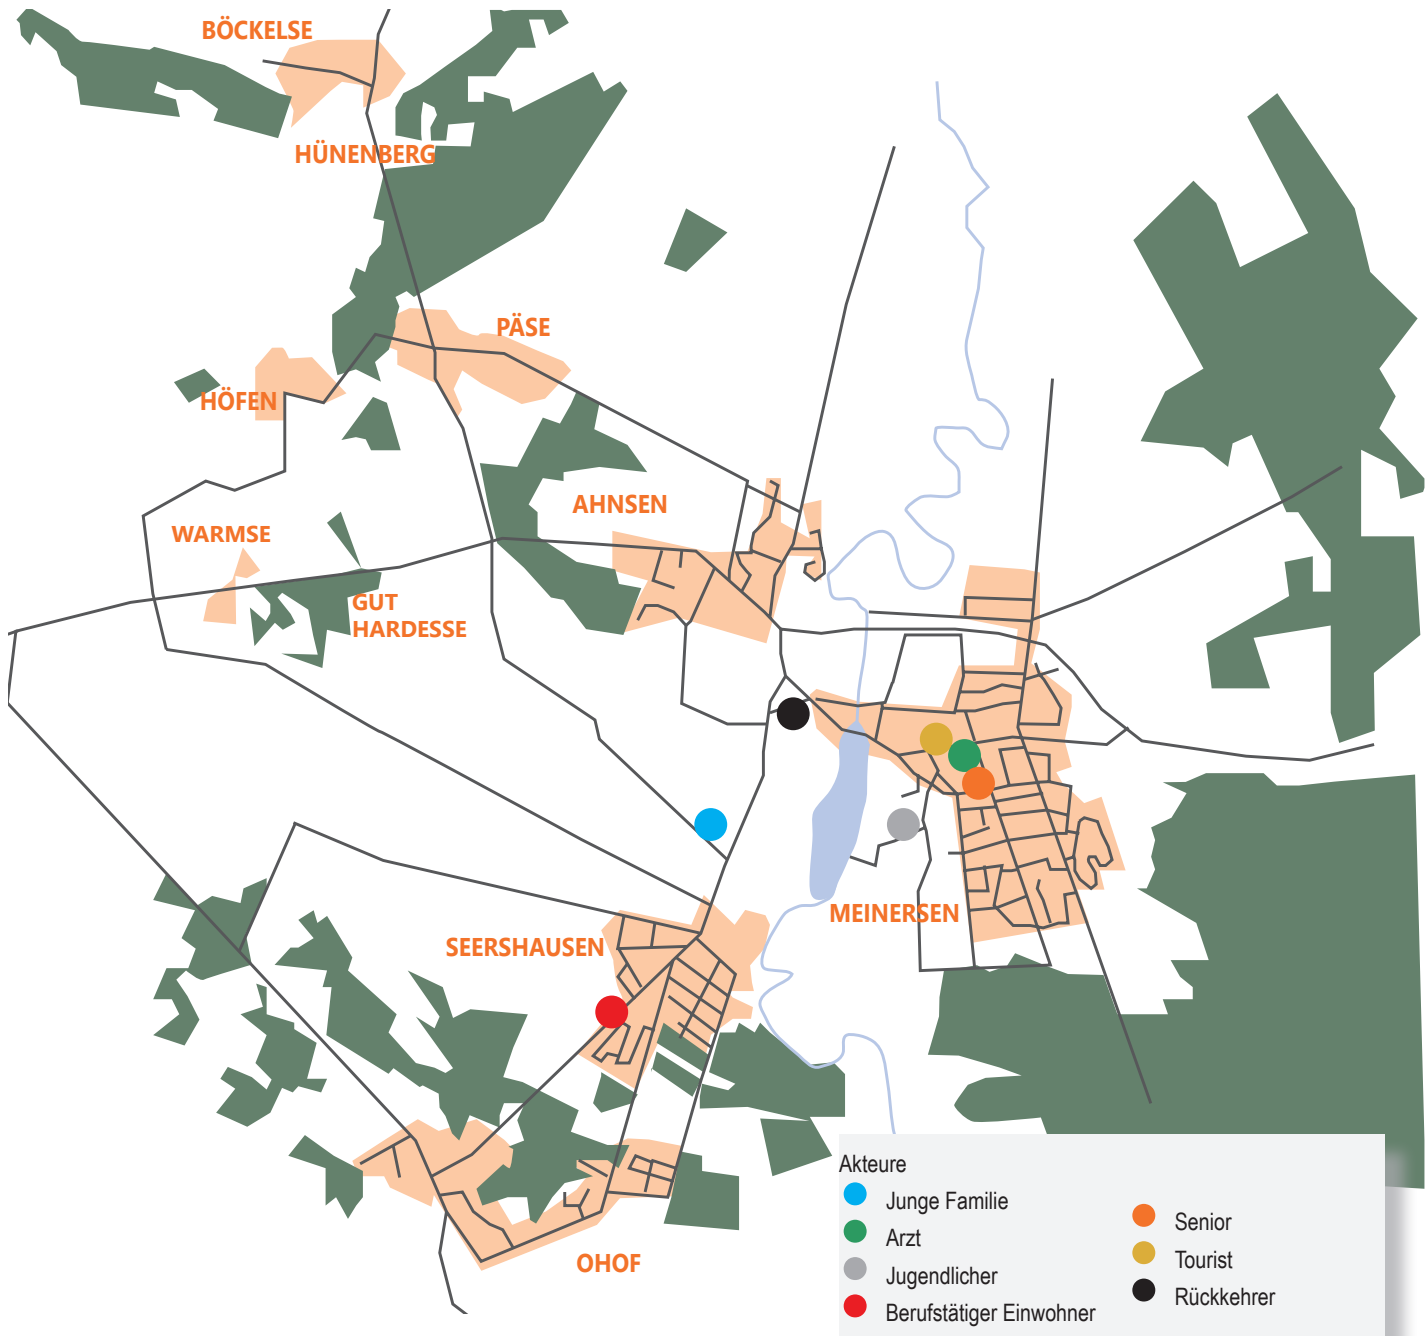 BÖCKELSE
HÜNENBERG
PÄSE
HÖFEN
AHNSEN
WARMSE
GUT
HARDESSE
MEINERSEN
SEERSHAUSEN
OHOF
Akteure
Junge Familie
Arzt
Jugendlicher
Berufstätiger Einwohner
Senior
Tourist
Rückkehrer